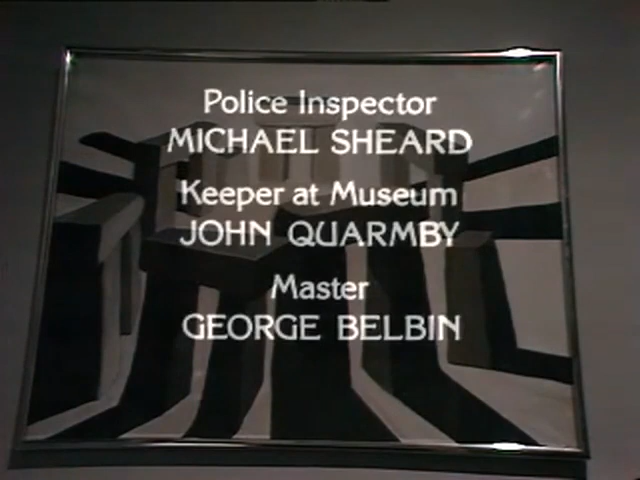 Police Inspector
MICHAEL SHEARD
Keeper at Museum
JOHN QUARMBY
Master
GEORGE BELBIN